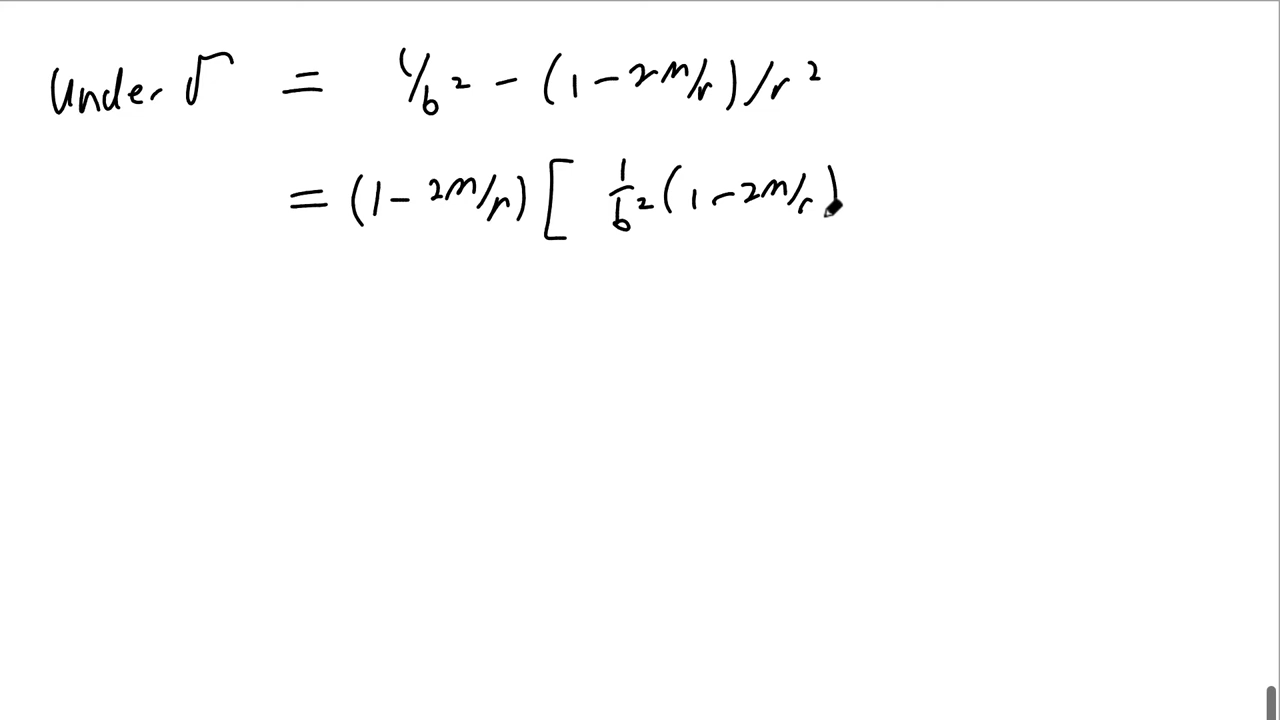 Under √ = 1/b² - (1 - 2M/r)/r²
= (1 - 2M/r) [ 1/b² (1 - 2M/r)